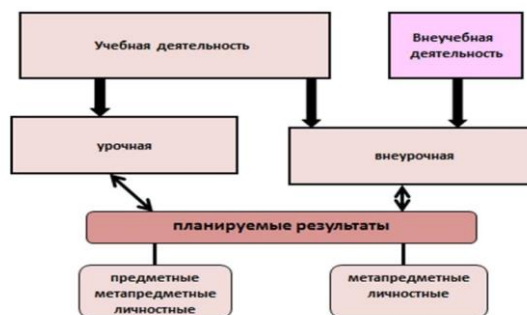 Учебная деятельность
Внеучебная
деятельность
урочная
внеурочная
планируемые результаты
предметные
метапредметные
личностные
метапредметные
личностные